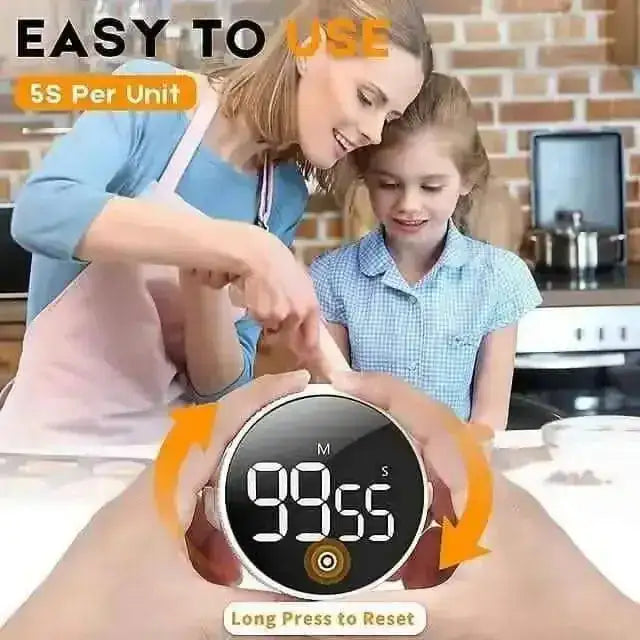 EASY TO USE
5S Per Unit
M
S
9955
Long Press to Reset